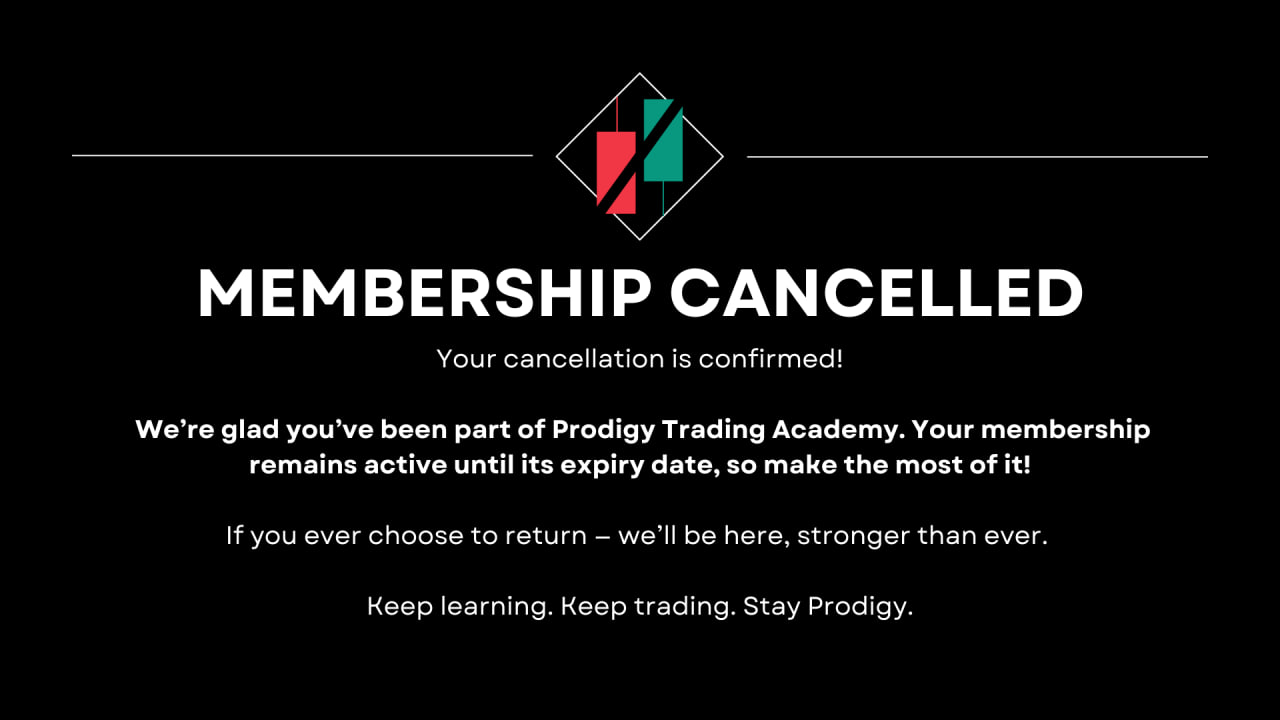 MEMBERSHIP CANCELLED
Your cancellation is confirmed!
We’re glad you’ve been part of Prodigy Trading Academy. Your membership
remains active until its expiry date, so make the most of it!
If you ever choose to return – we’ll be here, stronger than ever.
Keep learning. Keep trading. Stay Prodigy.